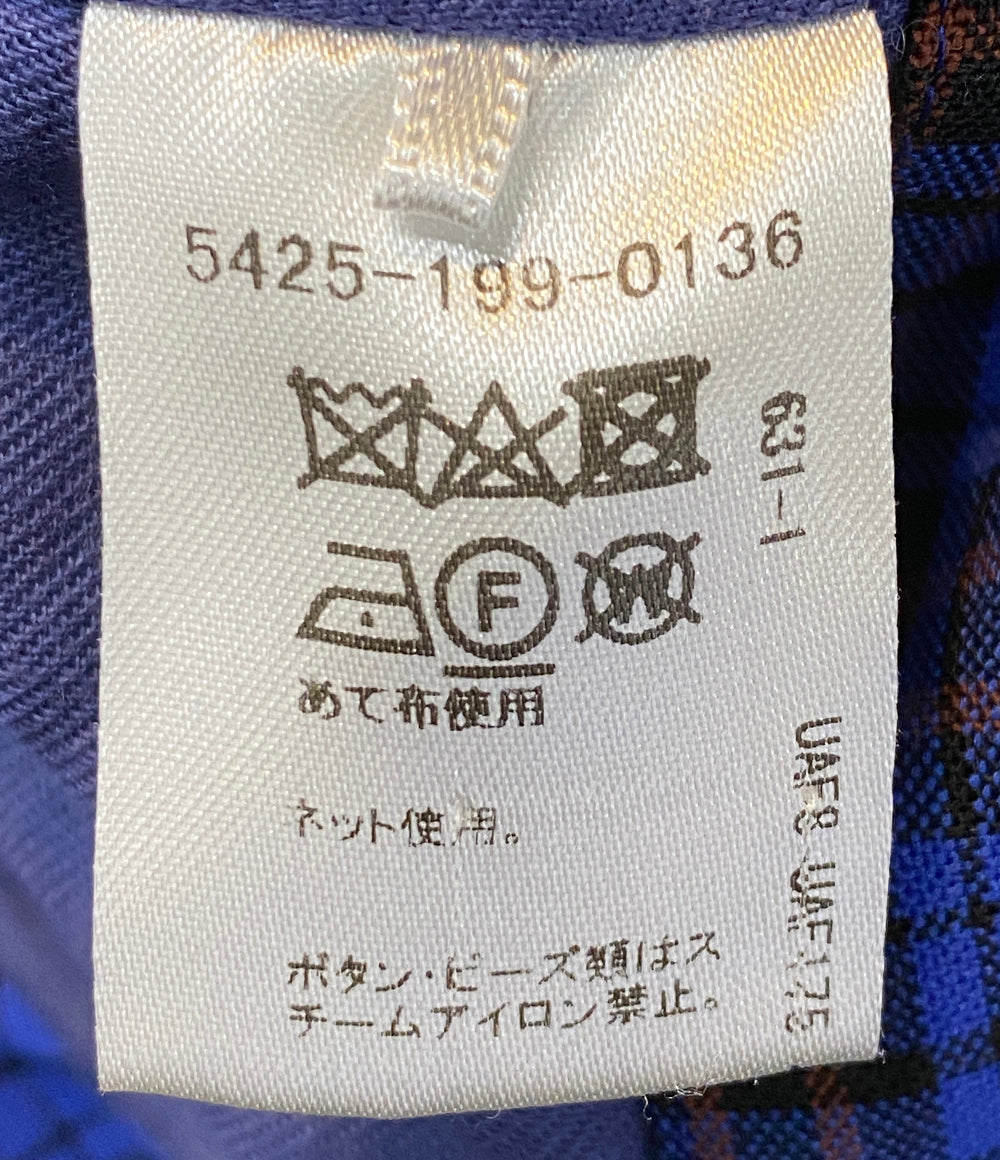 5425-199-0136
631-1
F
W
めて布使用
ネット使用。
ボタン・ビーズ類はス
チームアイロン禁止。
UAF8 UAF175